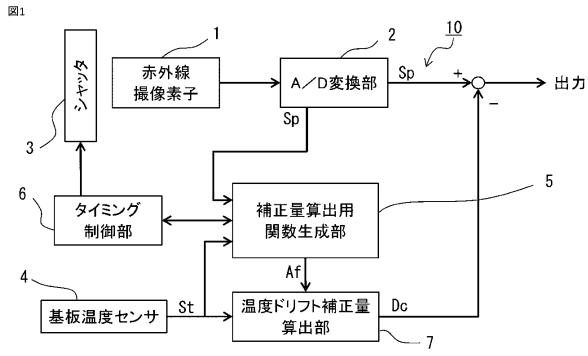 図1
1
2
10
赤外線
撮像素子
A／D変換部
Sp
+
出力
−
シャッタ
3
Sp
6
タイミング
制御部
補正量算出用
関数生成部
5
4
基板温度センサ
St
Af
温度ドリフト補正量
算出部
Dc
7